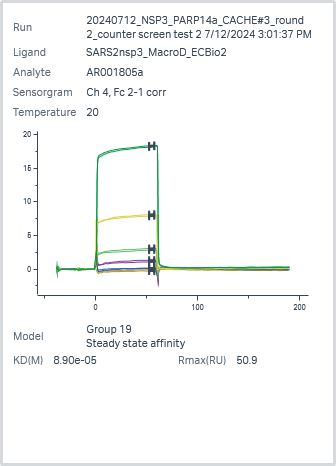 Run 20240712_NSP3_PARP14a_CACHE#3_round
2_counter screen test 2 7/12/2024 3:01:37 PM
Ligand SARS2nsp3_MacroD_ECBio2
Analyte AR001805a
Sensorgram Ch 4, Fc 2-1 corr
Temperature 20
20
15
10
5
0
0 100 200
Model Group 19
Steady state affinity
KD(M) 8.90e-05 Rmax(RU) 50.9